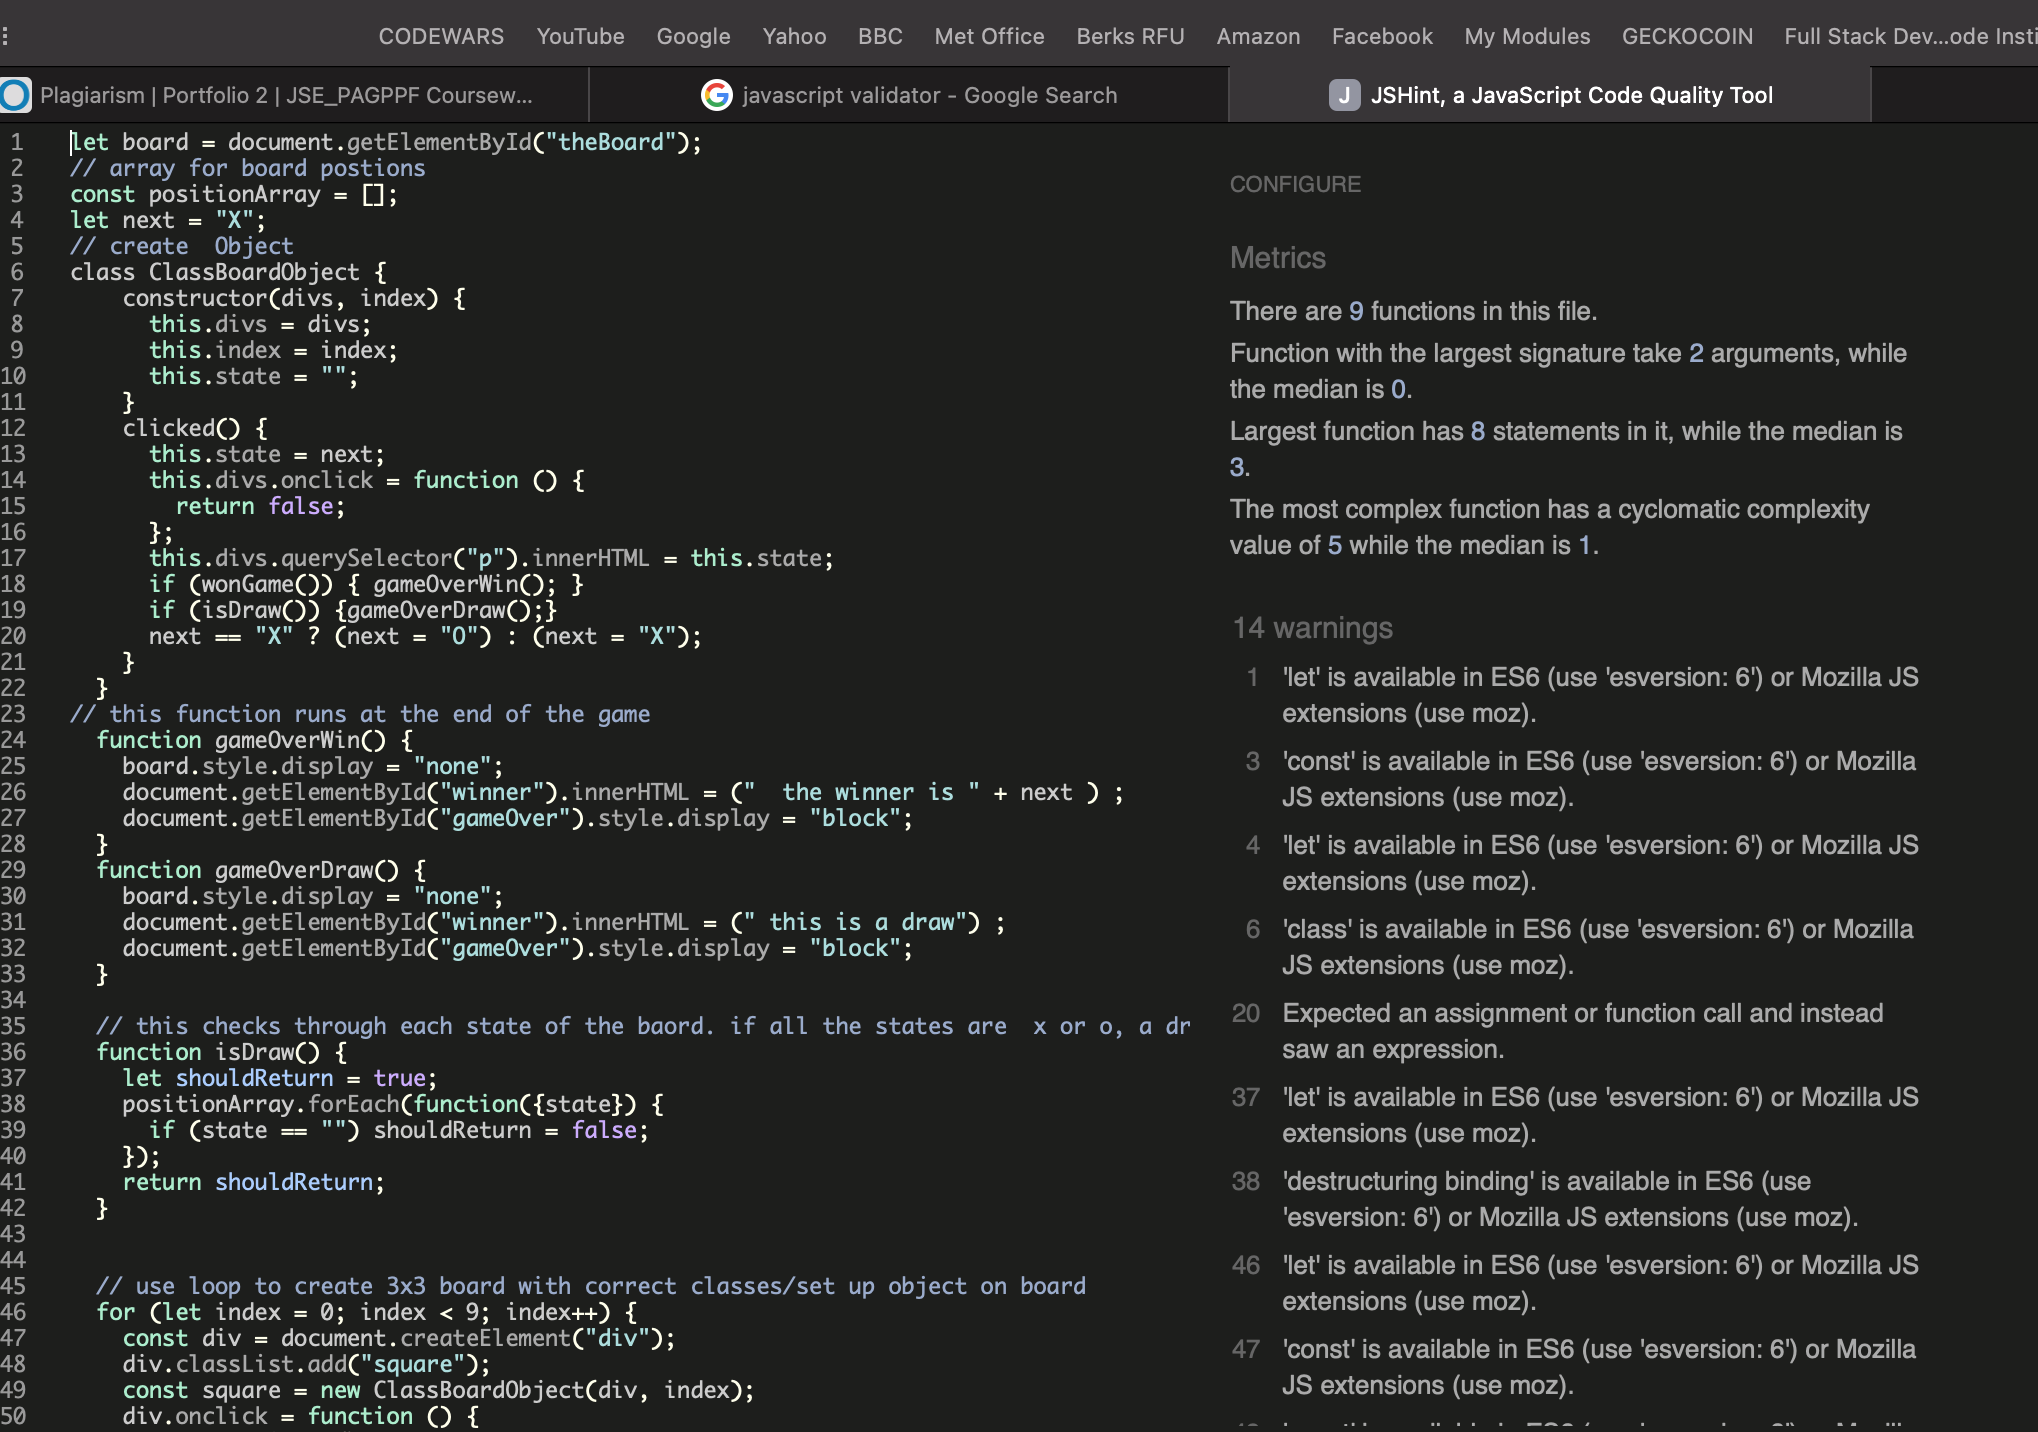 CODEWARS YouTube Google Yahoo BBC Met Office Berks RFU Amazon Facebook My Modules GECKOCOIN Full Stack Dev...ode Insti
Plagiarism | Portfolio 2 | JSE_PAGPPF Coursew... G javascript validator - Google Search J JSHint, a JavaScript Code Quality Tool
1 let board = document.getElementById("theBoard");
2 // array for board postions
3 const positionArray = [];
4 let next = "X";
5 // create  Object
6 class ClassBoardObject {
7     constructor(divs, index) {
8       this.divs = divs;
9       this.index = index;
10       this.state = "";
11     }
12     clicked() {
13       this.state = next;
14       this.divs.onclick = function () {
15         return false;
16       };
17       this.divs.querySelector("p").innerHTML = this.state;
18       if (wonGame()) { gameOverWin(); }
19       if (isDraw()) {gameOverDraw();}
20       next == "X" ? (next = "O") : (next = "X");
21     }
22   }
23 // this function runs at the end of the game
24   function gameOverWin() {
25     board.style.display = "none";
26     document.getElementById("winner").innerHTML = ("  the winner is " + next ) ;
27     document.getElementById("gameOver").style.display = "block";
28   }
29   function gameOverDraw() {
30     board.style.display = "none";
31     document.getElementById("winner").innerHTML = (" this is a draw") ;
32     document.getElementById("gameOver").style.display = "block";
33   }
34
35   // this checks through each state of the baord. if all the states are  x or o, a dr
36   function isDraw() {
37     let shouldReturn = true;
38     positionArray.forEach(function({state}) {
39       if (state == "") shouldReturn = false;
40     });
41     return shouldReturn;
42   }
43
44
45   // use loop to create 3x3 board with correct classes/set up object on board
46   for (let index = 0; index < 9; index++) {
47     const div = document.createElement("div");
48     div.classList.add("square");
49     const square = new ClassBoardObject(div, index);
50     div.onclick = function () {
CONFIGURE
Metrics
There are 9 functions in this file.
Function with the largest signature take 2 arguments, while
the median is 0.
Largest function has 8 statements in it, while the median is
3.
The most complex function has a cyclomatic complexity
value of 5 while the median is 1.
14 warnings
1 'let' is available in ES6 (use 'esversion: 6') or Mozilla JS
extensions (use moz).
3 'const' is available in ES6 (use 'esversion: 6') or Mozilla
JS extensions (use moz).
4 'let' is available in ES6 (use 'esversion: 6') or Mozilla JS
extensions (use moz).
6 'class' is available in ES6 (use 'esversion: 6') or Mozilla
JS extensions (use moz).
20 Expected an assignment or function call and instead
saw an expression.
37 'let' is available in ES6 (use 'esversion: 6') or Mozilla JS
extensions (use moz).
38 'destructuring binding' is available in ES6 (use
'esversion: 6') or Mozilla JS extensions (use moz).
46 'let' is available in ES6 (use 'esversion: 6') or Mozilla JS
extensions (use moz).
47 'const' is available in ES6 (use 'esversion: 6') or Mozilla
JS extensions (use moz).